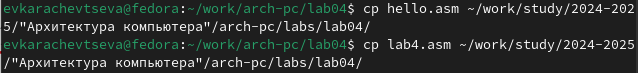 evkarachevtseva@fedora:~/work/arch-pc/lab04$ cp hello.asm ~/work/study/2024-202
5/"Архитектура компьютера"/arch-pc/labs/lab04/
evkarachevtseva@fedora:~/work/arch-pc/lab04$ cp lab4.asm ~/work/study/2024-2025
/"Архитектура компьютера"/arch-pc/labs/lab04/